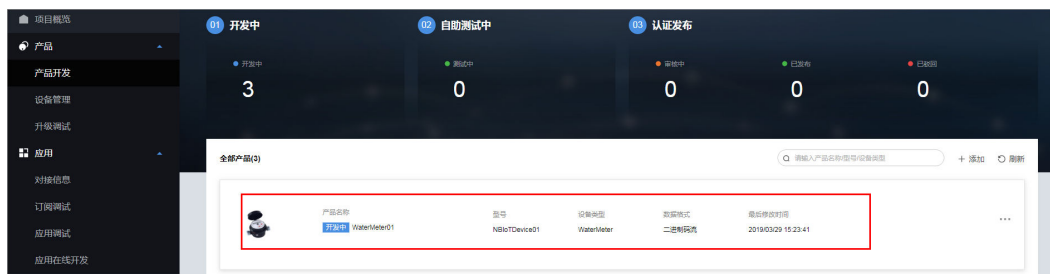 项目概览
产品
产品开发
设备管理
升级调试
应用
对接信息
订阅调试
应用调试
应用在线开发
01 开发中
02 自助测试中
03 认证发布
开发中
测试中
审核中
已发布
已驳回
3
0
0
0
0
全部产品(3)
请输入产品名称/型号/设备类型
+ 添加
刷新
产品名称
型号
设备类型
数据格式
最后修改时间
开发中 WaterMeter01
NBIoTDevice01
WaterMeter
二进制码流
2019/03/29 15:23:41
...